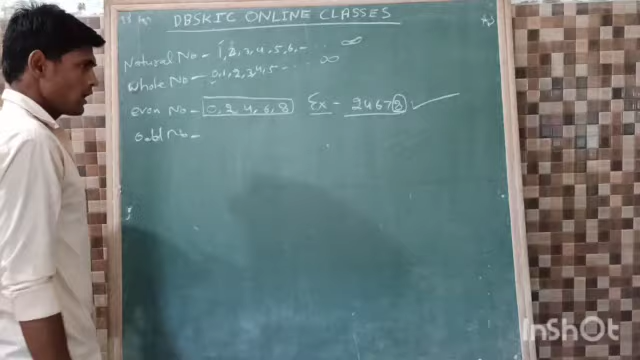 DBSKIC ONLINE CLASSES
Natural No - 1, 2, 3, 4, 5, 6, - . . . ∞
Whole No - 0, 1, 2, 3, 4, 5 - - . . . ∞
even No - 0, 2, 4, 6, 8 Ex - 24678 ✓
odd No -
InShOt